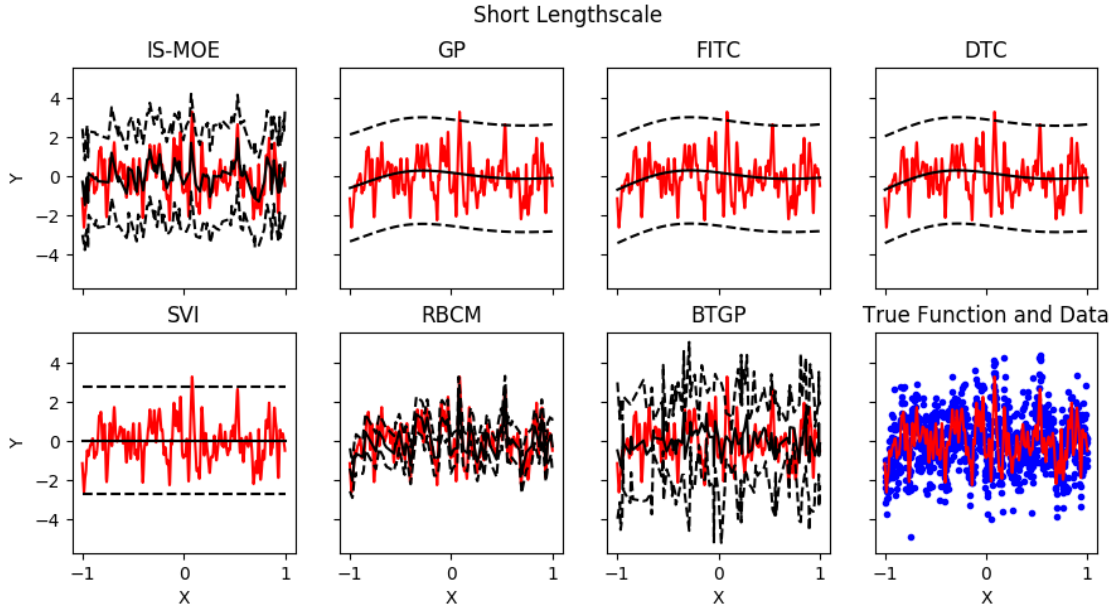 Short Lengthscale
IS-MOE
GP
FITC
DTC
Y
4
2
0
−2
−4
SVI
RBCM
BTGP
True Function and Data
Y
4
2
0
−2
−4
−1 0 1
−1 0 1
−1 0 1
−1 0 1
X
X
X
X